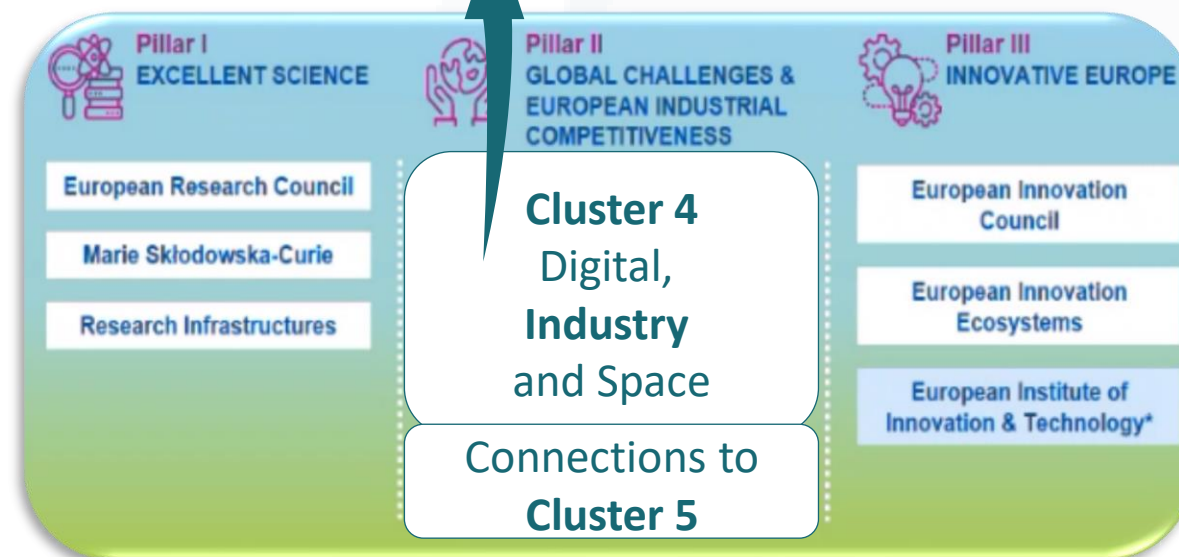 Pillar I
EXCELLENT SCIENCE
European Research Council
Marie Skłodowska-Curie
Research Infrastructures
Pillar II
GLOBAL CHALLENGES &
EUROPEAN INDUSTRIAL
COMPETITIVENESS
Cluster 4
Digital,
Industry
and Space
Connections to
Cluster 5
Pillar III
INNOVATIVE EUROPE
European Innovation
Council
European Innovation
Ecosystems
European Institute of
Innovation & Technology*